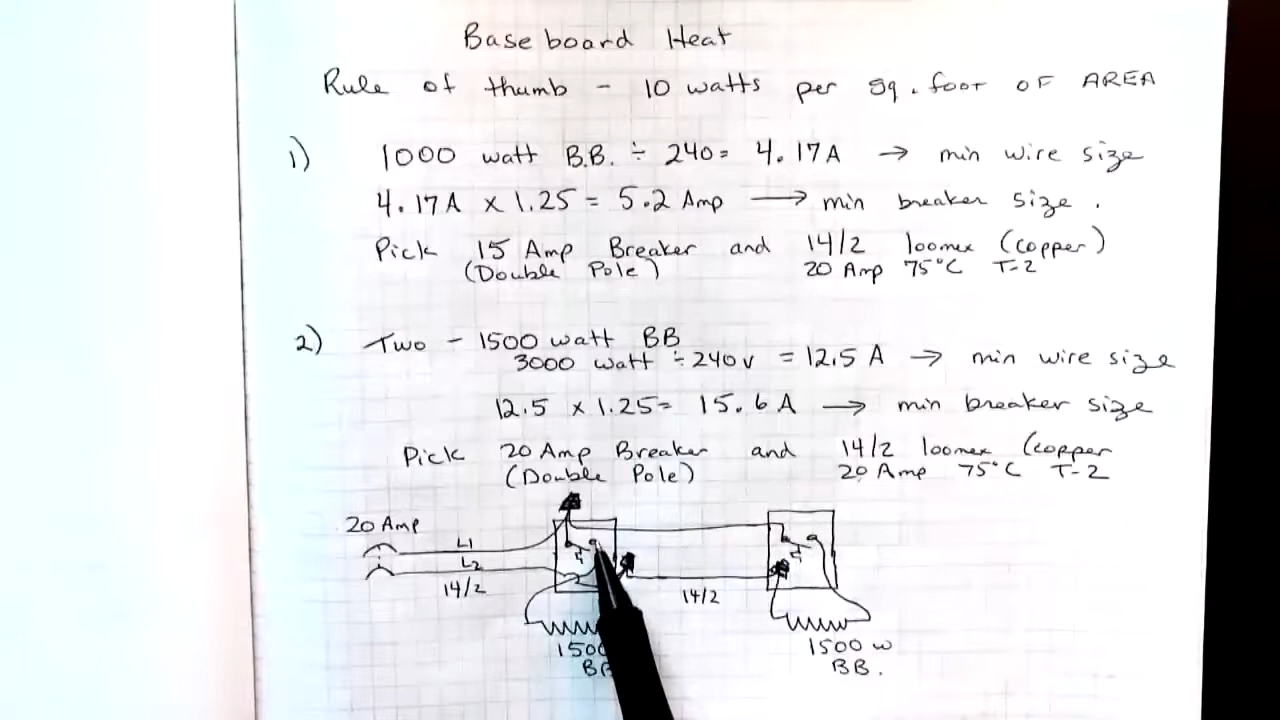 Baseboard Heat
Rule of thumb - 10 watts per sq. foot OF AREA
1) 1000 watt B.B. ÷ 240 = 4.17A → min wire size
4.17A x 1.25 = 5.2 Amp → min breaker size.
Pick 15 Amp Breaker and 14/2 loomex (copper)
(Double Pole) 20 Amp 75°C T-2
2) Two - 1500 watt BB
3000 watt ÷ 240v = 12.5 A → min wire size
12.5 x 1.25 = 15.6 A → min breaker size
Pick 20 Amp Breaker and 14/2 loomex (copper
(Double Pole) 20 Amp 75°C T-2
20 Amp
L1
L2
14/2
14/2
1500
BB
1500 w
BB.